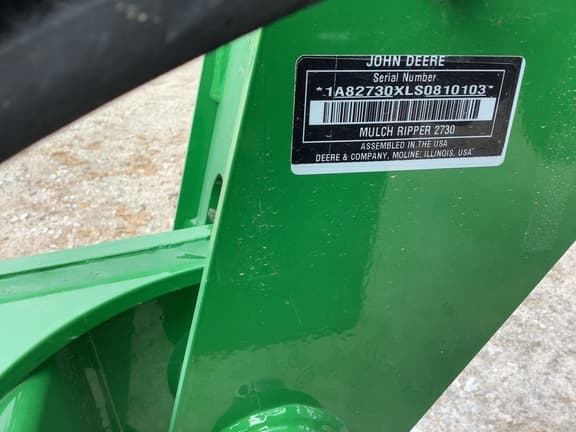 JOHN DEERE
Serial Number
*1A82730XLS0810103*
MULCH RIPPER 2730
ASSEMBLED IN THE USA
DEERE & COMPANY, MOLINE, ILLINOIS, USA